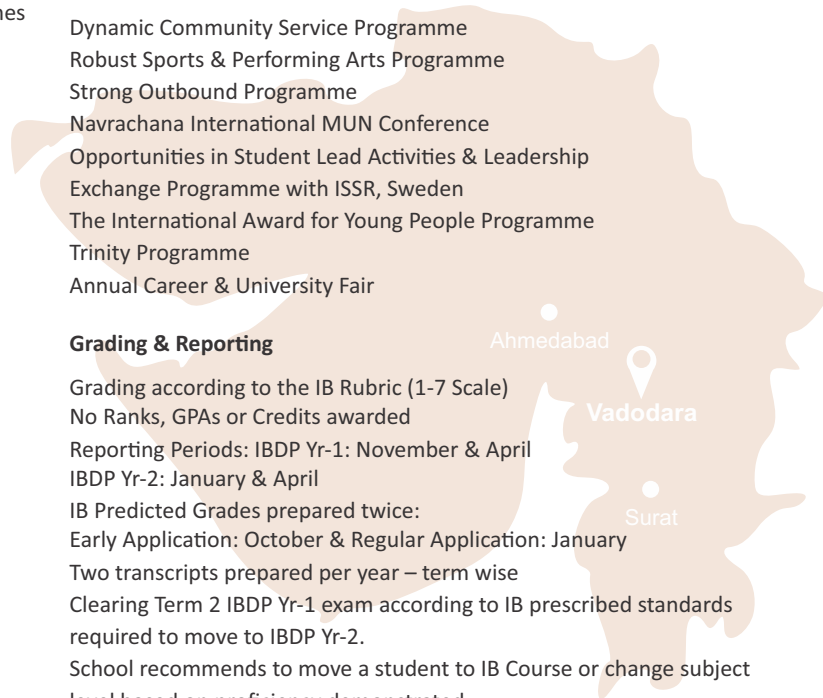 Dynamic Community Service Programme
Robust Sports & Performing Arts Programme
Strong Outbound Programme
Navrachana International MUN Conference
Opportunities in Student Lead Activities & Leadership
Exchange Programme with ISSR, Sweden
The International Award for Young People Programme
Trinity Programme
Annual Career & University Fair
Grading & Reporting
Grading according to the IB Rubric (1-7 Scale)
No Ranks, GPAs or Credits awarded
Reporting Periods: IBDP Yr-1: November & April
IBDP Yr-2: January & April
IB Predicted Grades prepared twice:
Early Application: October & Regular Application: January
Two transcripts prepared per year – term wise
Clearing Term 2 IBDP Yr-1 exam according to IB prescribed standards
required to move to IBDP Yr-2.
School recommends to move a student to IB Course or change subject
level based on proficiency demonstrated
Ahmedabad
Vadodara
Surat